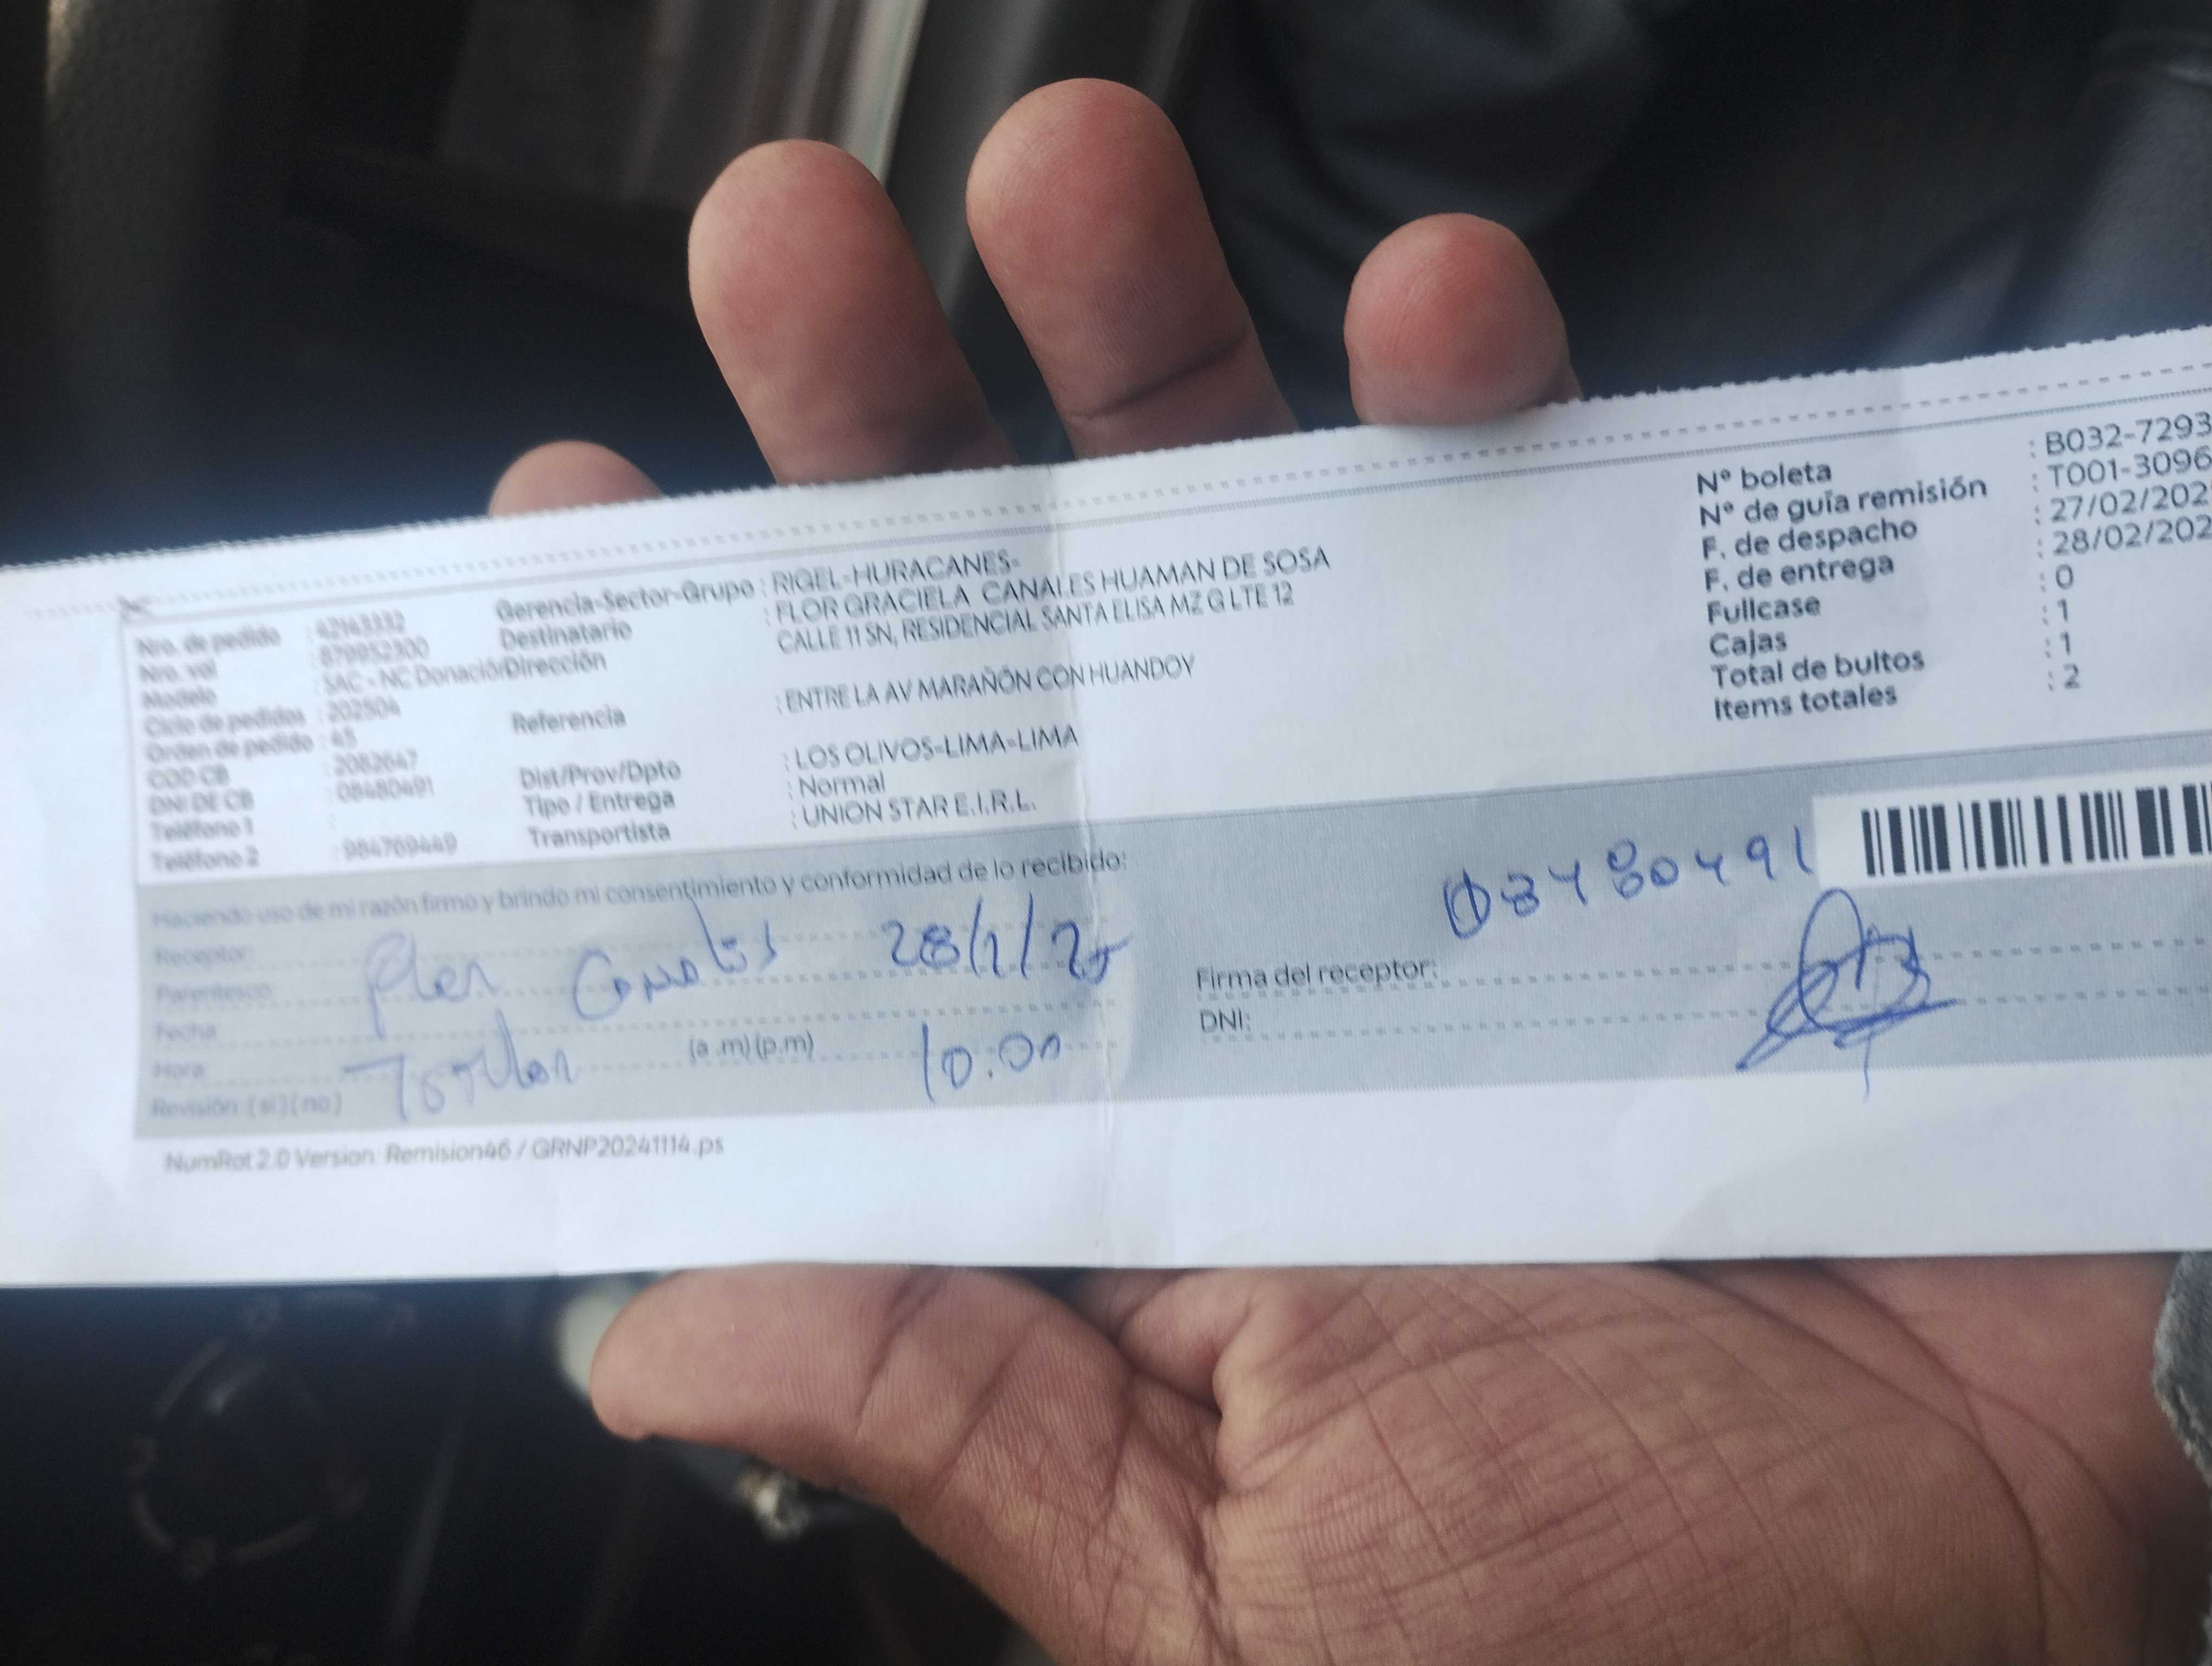 Nro. de pedido : 42143332
Nro. vol : 879952300
Modelo : SAC - NC Donación
Ciclo de pedidos : 202504
Orden de pedido : 45
COD CB : 2082647
DNI DE CB : 08480491
Teléfono 1 :
Teléfono 2 : 984769449
Gerencia-Sector-Grupo : RIGEL-HURACANES-
Destinatario : FLOR GRACIELA CANALES HUAMAN DE SOSA
Dirección CALLE 11 SN, RESIDENCIAL SANTA ELISA MZ G LTE 12
Referencia : ENTRE LA AV MARAÑÓN CON HUANDOY
Dist/Prov/Dpto : LOS OLIVOS-LIMA-LIMA
Tipo / Entrega : Normal
Transportista : UNION STAR E.I.R.L.
Nº boleta : B032-7293
Nº de guía remisión : T001-3096
F. de despacho : 27/02/202
F. de entrega : 28/02/202
Fullcase : 0
Cajas : 1
Total de bultos : 1
Items totales : 2
Haciendo uso de mi razón firmo y brindo mi consentimiento y conformidad de lo recibido:
Receptor:
Parentesco:
Fecha 28/2/25
Hora (a.m) (p.m) 10:00
Revisión: (si) (no)
08480491
Firma del receptor:
DNI:
NumRot 2.0 Version: Remision46 / GRNP20241114.ps